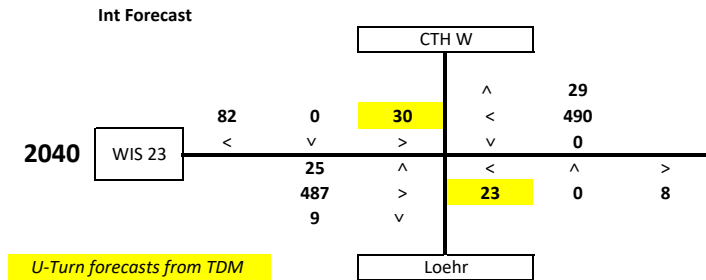 Int Forecast
CTH W
^ 29
82 0 30 < 490
< v > v 0
2040 WIS 23
25 ^ < ^ >
487 > 23 0 8
9 v
U-Turn forecasts from TDM
Loehr